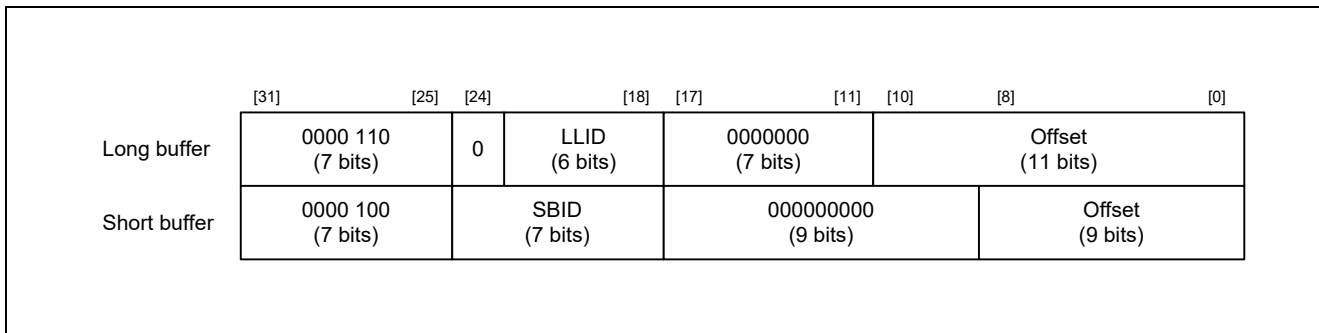 [31] [25] [24] [18] [17] [11] [10] [8] [0]
Long buffer 0000 110 0 LLID 0000000 Offset
(7 bits) (6 bits) (7 bits) (11 bits)
Short buffer 0000 100 SBID 000000000 Offset
(7 bits) (7 bits) (9 bits) (9 bits)